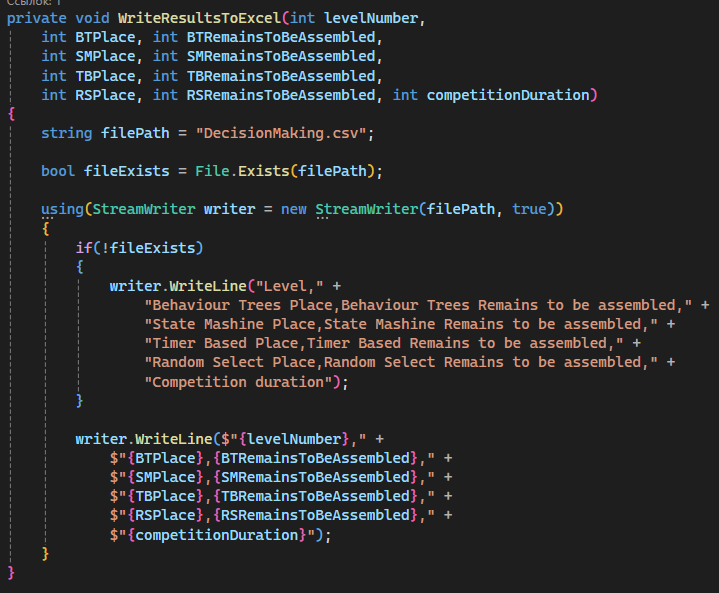 Ссылок: 1
private void WriteResultsToExcel(int levelNumber,
    int BTPlace, int BTRemainsToBeAssembled,
    int SMPlace, int SMRemainsToBeAssembled,
    int TBPlace, int TBRemainsToBeAssembled,
    int RSPlace, int RSRemainsToBeAssembled, int competitionDuration)
{
    string filePath = "DecisionMaking.csv";
    bool fileExists = File.Exists(filePath);
    using(StreamWriter writer = new StreamWriter(filePath, true))
    {
        if(!fileExists)
        {
            writer.WriteLine("Level," +
                "Behaviour Trees Place,Behaviour Trees Remains to be assembled," +
                "State Mashine Place,State Mashine Remains to be assembled," +
                "Timer Based Place,Timer Based Remains to be assembled," +
                "Random Select Place,Random Select Remains to be assembled," +
                "Competition duration");
        }
        writer.WriteLine($"{levelNumber}," +
            $"{BTPlace},{BTRemainsToBeAssembled}," +
            $"{SMPlace},{SMRemainsToBeAssembled}," +
            $"{TBPlace},{TBRemainsToBeAssembled}," +
            $"{RSPlace},{RSRemainsToBeAssembled}," +
            $"{competitionDuration}");
    }
}